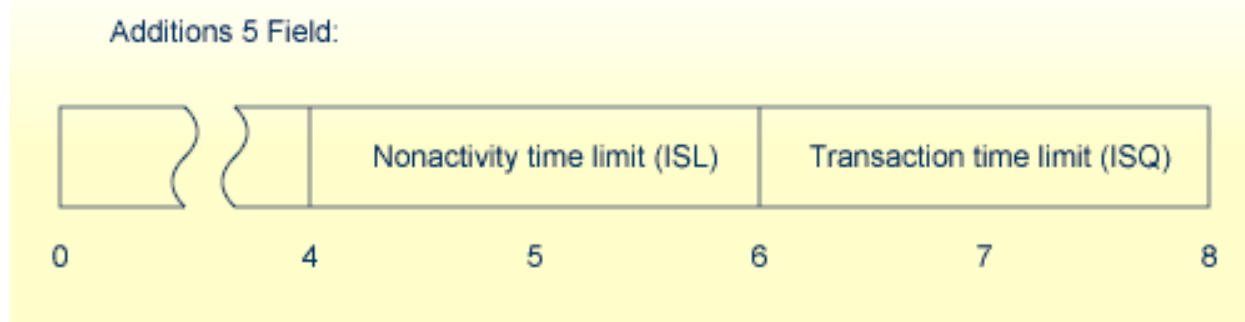 Additions 5 Field:
Nonactivity time limit (ISL) Transaction time limit (ISQ)
0 4 5 6 7 8